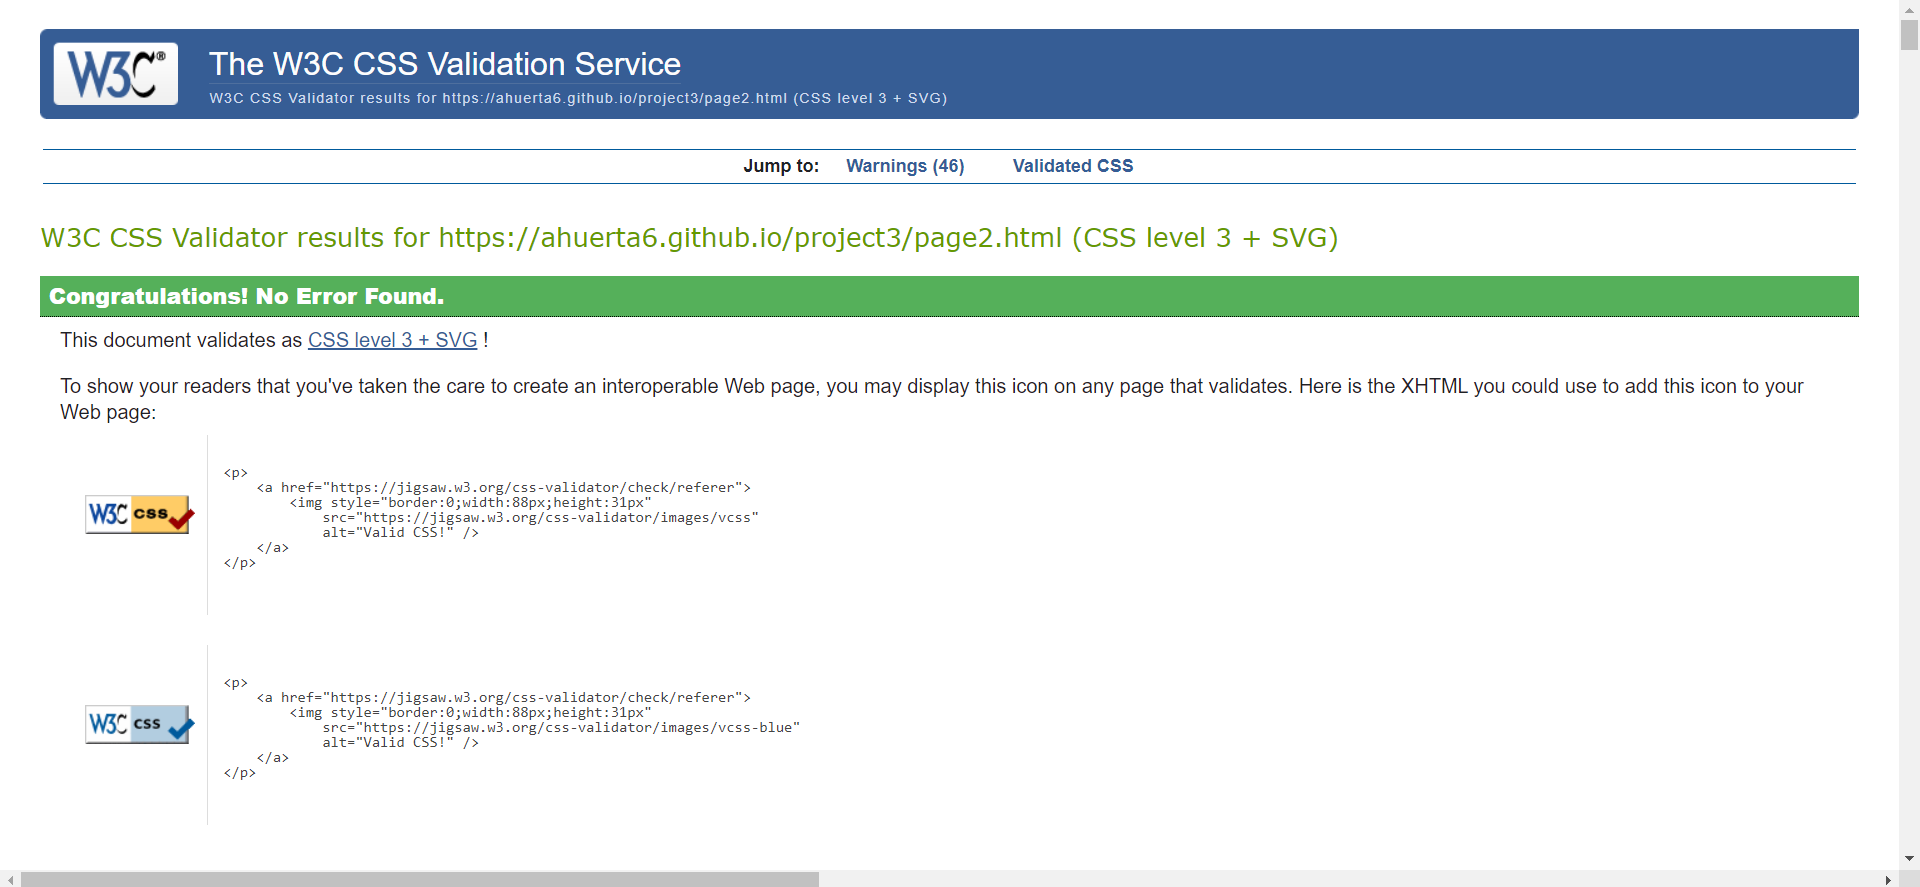 W3C®
The W3C CSS Validation Service
W3C CSS Validator results for https://ahuerta6.github.io/project3/page2.html (CSS level 3 + SVG)
Jump to: Warnings (46) Validated CSS
W3C CSS Validator results for https://ahuerta6.github.io/project3/page2.html (CSS level 3 + SVG)
Congratulations! No Error Found.
This document validates as CSS level 3 + SVG !
To show your readers that you've taken the care to create an interoperable Web page, you may display this icon on any page that validates. Here is the XHTML you could use to add this icon to your
Web page:
W3C css
<p>
    <a href="https://jigsaw.w3.org/css-validator/check/referer">
        <img style="border:0;width:88px;height:31px"
            src="https://jigsaw.w3.org/css-validator/images/vcss"
            alt="Valid CSS!" />
    </a>
</p>
W3C css
<p>
    <a href="https://jigsaw.w3.org/css-validator/check/referer">
        <img style="border:0;width:88px;height:31px"
            src="https://jigsaw.w3.org/css-validator/images/vcss-blue"
            alt="Valid CSS!" />
    </a>
</p>